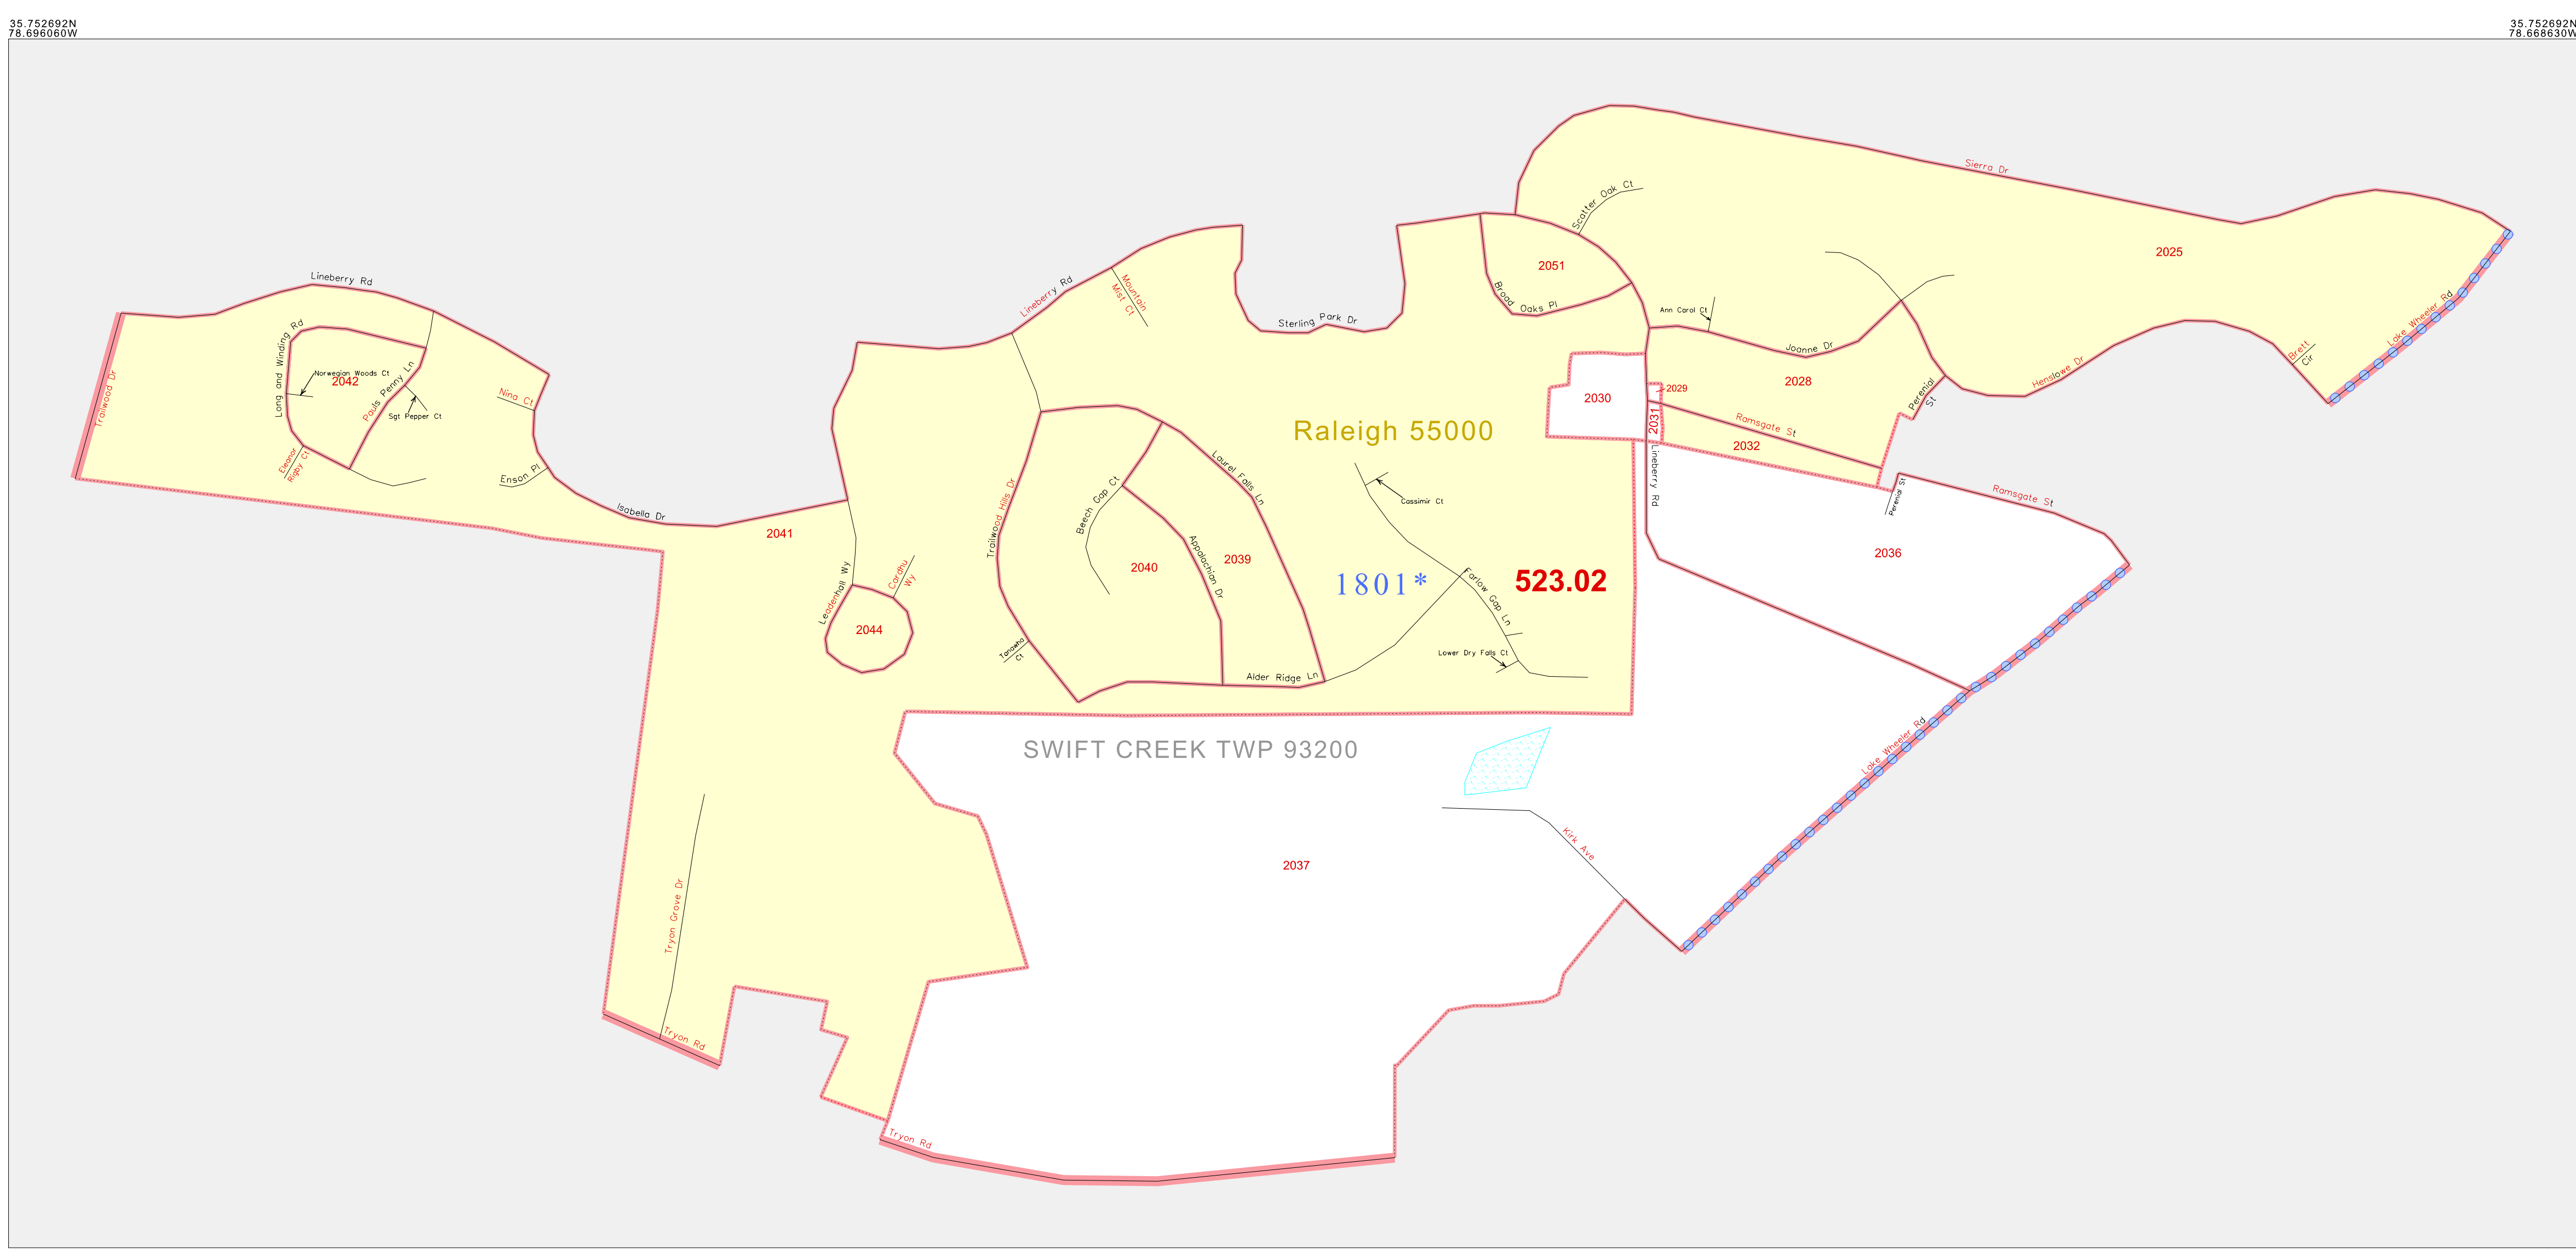 35.752692N
78.696060W
35.752692N
78.668630W
Sierra Dr
Scatter Oak Ct
2025
2051
Lineberry Rd
Lineberry Rd
Mountain
Mist Ct
Broad Oaks Pl
Ann Carol Ct
Sterling Park Dr
Joanne Dr
Lake Wheeler Rd
Brett
Cir
Henslowe Dr
Trailwood Dr
Long and Winding Rd
Norwegian Woods Ct
2042
Pauls Penny Ln
Sgt Pepper Ct
Nina Ct
2028
2029
2030
2031
Perenial
St
Ramsgate St
2032
Raleigh 55000
Eleanor
Rigby Ct
Enson Pl
Isabella Dr
2041
Laurel Falls Ln
Beech Gap Ct
Trailwood Hills Dr
Cassimir Ct
Lineberry Rd
Perenial St
Ramsgate St
2036
Appalachian Dr
2039
2040
1801*
523.02
Farlow Gap Ln
Leadenhall Wy
Cardhu
Wy
2044
Tanawha
Ct
Lower Dry Falls Ct
Alder Ridge Ln
SWIFT CREEK TWP 93200
Lake Wheeler Rd
Kirk Ave
2037
Tryon Grove Dr
Tryon Rd
Tryon Rd